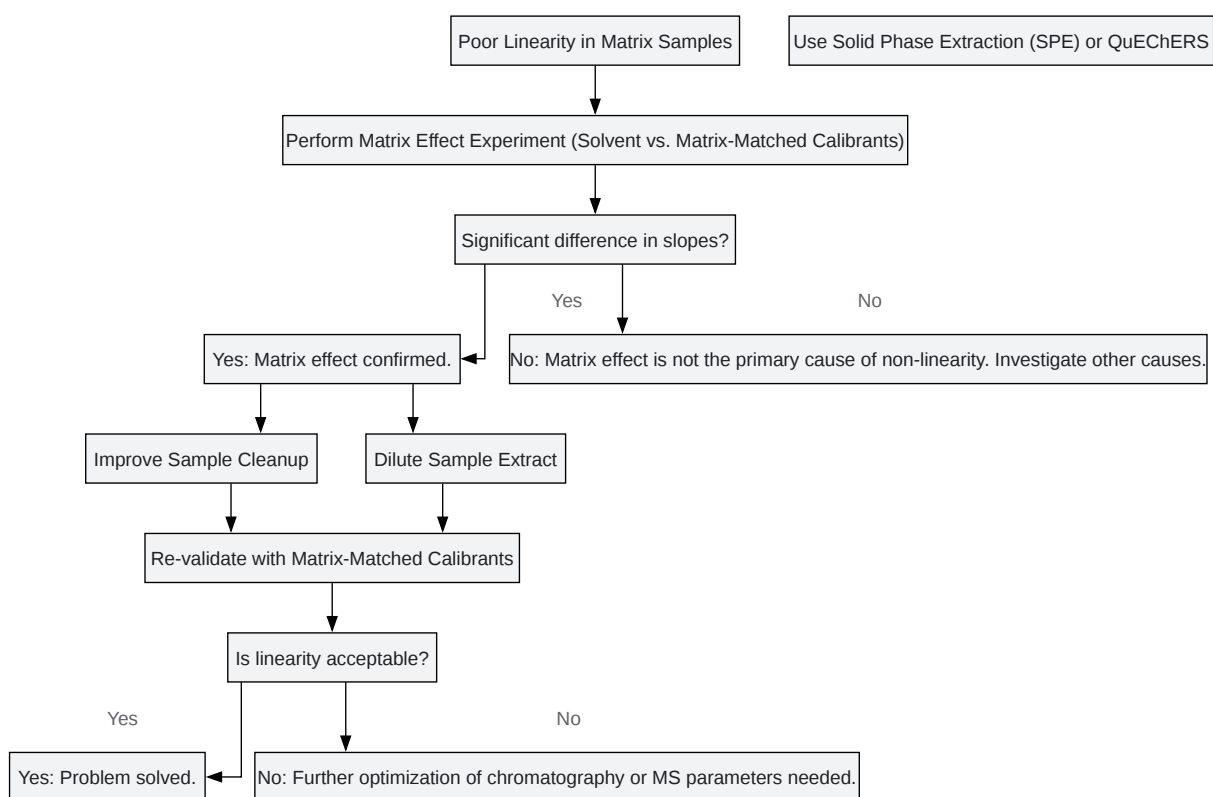 Poor Linearity in Matrix Samples
Use Solid Phase Extraction (SPE) or QuEChERS
Perform Matrix Effect Experiment (Solvent vs. Matrix-Matched Calibrants)
Significant difference in slopes?
Yes
No
Yes: Matrix effect confirmed.
No: Matrix effect is not the primary cause of non-linearity. Investigate other causes.
Improve Sample Cleanup
Dilute Sample Extract
Re-validate with Matrix-Matched Calibrants
Is linearity acceptable?
Yes
No
Yes: Problem solved.
No: Further optimization of chromatography or MS parameters needed.